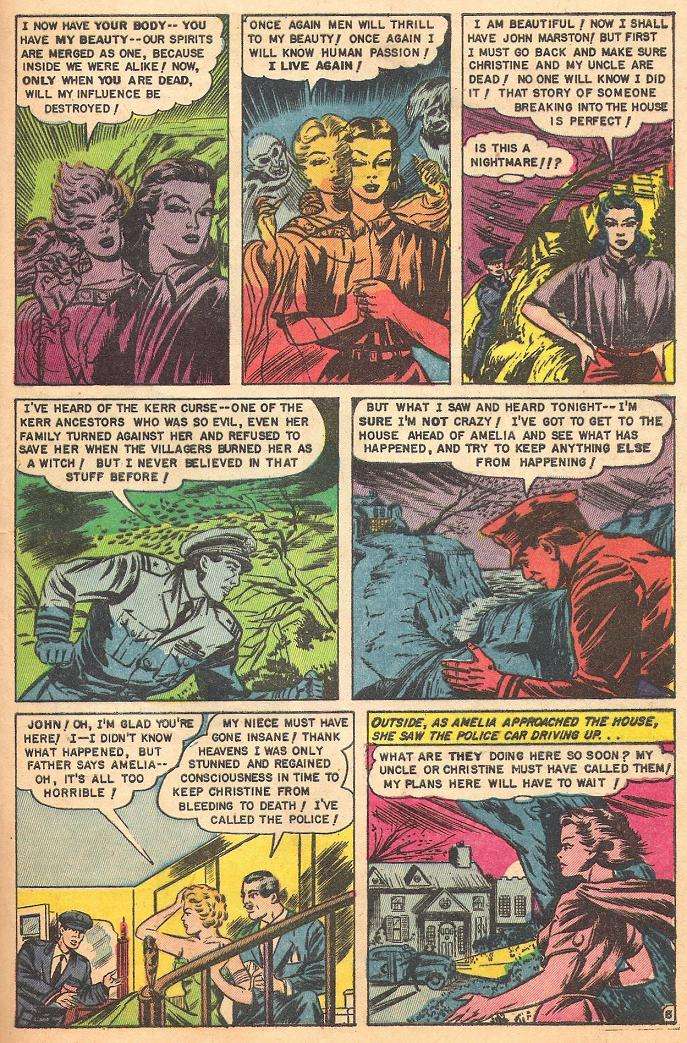 I NOW HAVE YOUR BODY-- YOU
HAVE MY BEAUTY--OUR SPIRITS
ARE MERGED AS ONE, BECAUSE
INSIDE WE WERE ALIKE! NOW,
ONLY WHEN YOU ARE DEAD,
WILL MY INFLUENCE BE
DESTROYED!
ONCE AGAIN MEN WILL THRILL
TO MY BEAUTY! ONCE AGAIN I
WILL KNOW HUMAN PASSION!
I LIVE AGAIN!
I AM BEAUTIFUL! NOW I SHALL
HAVE JOHN MARSTON! BUT FIRST
I MUST GO BACK AND MAKE SURE
CHRISTINE AND MY UNCLE ARE
DEAD! NO ONE WILL KNOW I DID
IT! THAT STORY OF SOMEONE
BREAKING INTO THE HOUSE
IS PERFECT!
IS THIS A
NIGHTMARE!!?
I'VE HEARD OF THE KERR CURSE--ONE OF THE
KERR ANCESTORS WHO WAS SO EVIL, EVEN HER
FAMILY TURNED AGAINST HER AND REFUSED TO
SAVE HER WHEN THE VILLAGERS BURNED HER AS
A WITCH! BUT I NEVER BELIEVED IN THAT
STUFF BEFORE!
BUT WHAT I SAW AND HEARD TONIGHT--I'M
SURE I'M NOT CRAZY! I'VE GOT TO GET TO THE
HOUSE AHEAD OF AMELIA AND SEE WHAT HAS
HAPPENED, AND TRY TO KEEP ANYTHING ELSE
FROM HAPPENING!
JOHN! OH, I'M GLAD YOU'RE
HERE! I--I DIDN'T KNOW
WHAT HAPPENED, BUT
FATHER SAYS AMELIA--
OH, IT'S ALL TOO
HORRIBLE!
MY NIECE MUST HAVE
GONE INSANE! THANK
HEAVENS I WAS ONLY
STUNNED AND REGAINED
CONSCIOUSNESS IN TIME TO
KEEP CHRISTINE FROM
BLEEDING TO DEATH! I'VE
CALLED THE POLICE!
OUTSIDE, AS AMELIA APPROACHED THE HOUSE,
SHE SAW THE POLICE CAR DRIVING UP...
WHAT ARE THEY DOING HERE SO SOON? MY
UNCLE OR CHRISTINE MUST HAVE CALLED THEM!
MY PLANS HERE WILL HAVE TO WAIT!
8